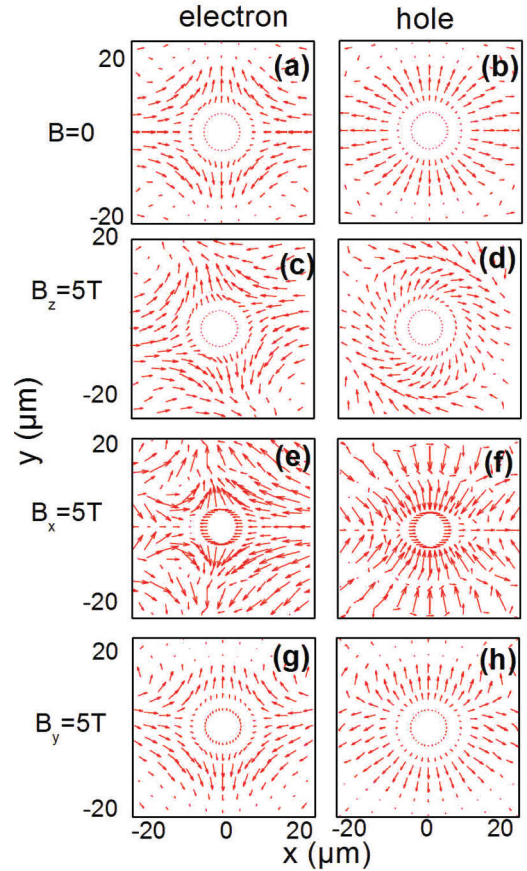 electron hole
20 (a) (b)
B=0
-20
20 (c) (d)
Bz=5T
-20
y (μm)
20 (e) (f)
Bx=5T
-20
20 (g) (h)
By=5T
-20
-20 0 20 -20 0 20
x (μm)